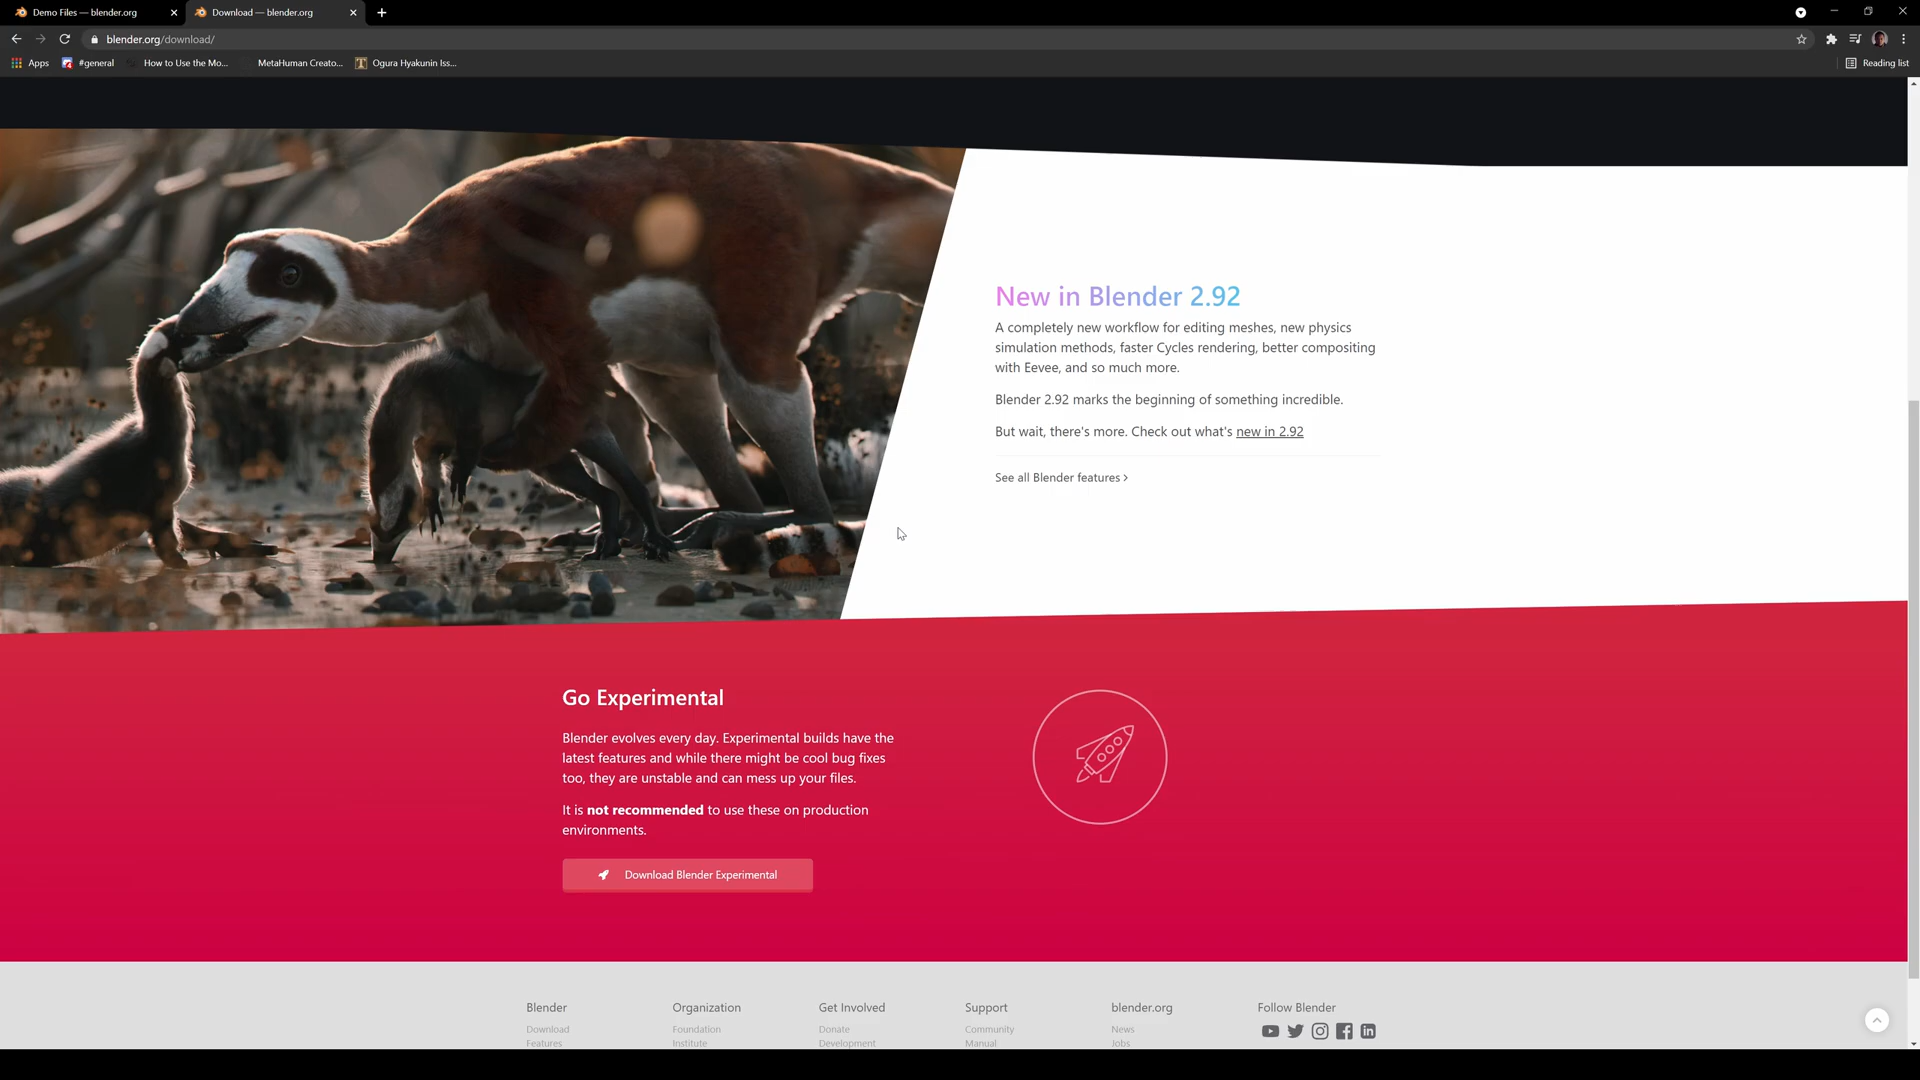 Demo Files — blender.org
Download — blender.org
blender.org/download/
Apps
#general
How to Use the Mo...
MetaHuman Creato...
Ogura Hyakunin Iss...
Reading list
New in Blender 2.92
A completely new workflow for editing meshes, new physics
simulation methods, faster Cycles rendering, better compositing
with Eevee, and so much more.
Blender 2.92 marks the beginning of something incredible.
But wait, there's more. Check out what's new in 2.92
See all Blender features >
Go Experimental
Blender evolves every day. Experimental builds have the
latest features and while there might be cool bug fixes
too, they are unstable and can mess up your files.
It is not recommended to use these on production
environments.
Download Blender Experimental
Blender
Download
Features
Organization
Foundation
Institute
Get Involved
Donate
Development
Support
Community
Manual
blender.org
News
Jobs
Follow Blender